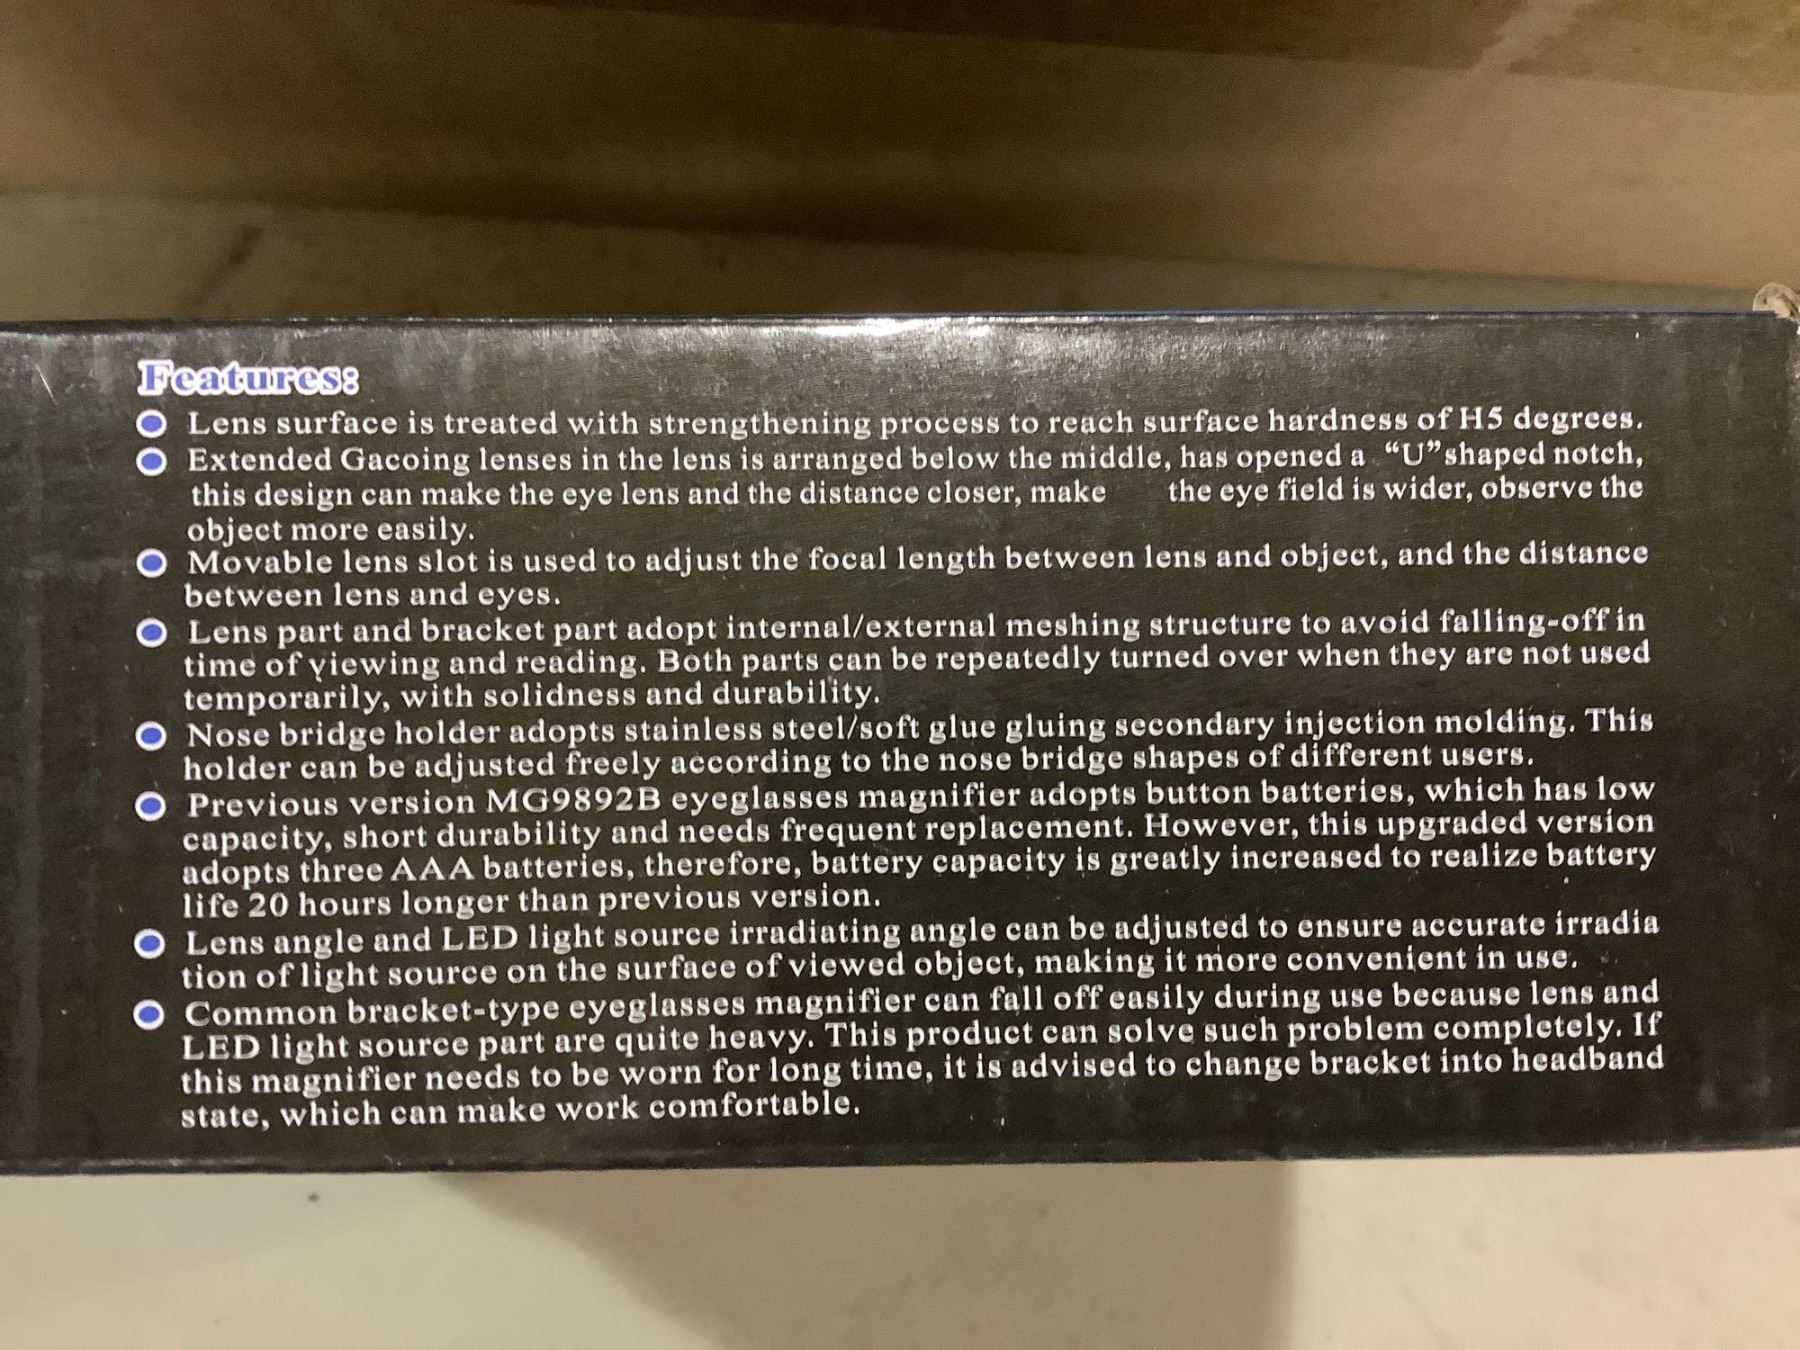 Features:
Lens surface is treated with strengthening process to reach surface hardness of H5 degrees.
Extended Gacoing lenses in the lens is arranged below the middle, has opened a “U”shaped notch,
this design can make the eye lens and the distance closer, make the eye field is wider, observe the
object more easily.
Movable lens slot is used to adjust the focal length between lens and object, and the distance
between lens and eyes.
Lens part and bracket part adopt internal/external meshing structure to avoid falling-off in
time of viewing and reading. Both parts can be repeatedly turned over when they are not used
temporarily, with solidness and durability.
Nose bridge holder adopts stainless steel/soft glue gluing secondary injection molding. This
holder can be adjusted freely according to the nose bridge shapes of different users.
Previous version MG9892B eyeglasses magnifier adopts button batteries, which has low
capacity, short durability and needs frequent replacement. However, this upgraded version
adopts three AAA batteries, therefore, battery capacity is greatly increased to realize battery
life 20 hours longer than previous version.
Lens angle and LED light source irradiating angle can be adjusted to ensure accurate irradia
tion of light source on the surface of viewed object, making it more convenient in use.
Common bracket-type eyeglasses magnifier can fall off easily during use because lens and
LED light source part are quite heavy. This product can solve such problem completely. If
this magnifier needs to be worn for long time, it is advised to change bracket into headband
state, which can make work comfortable.